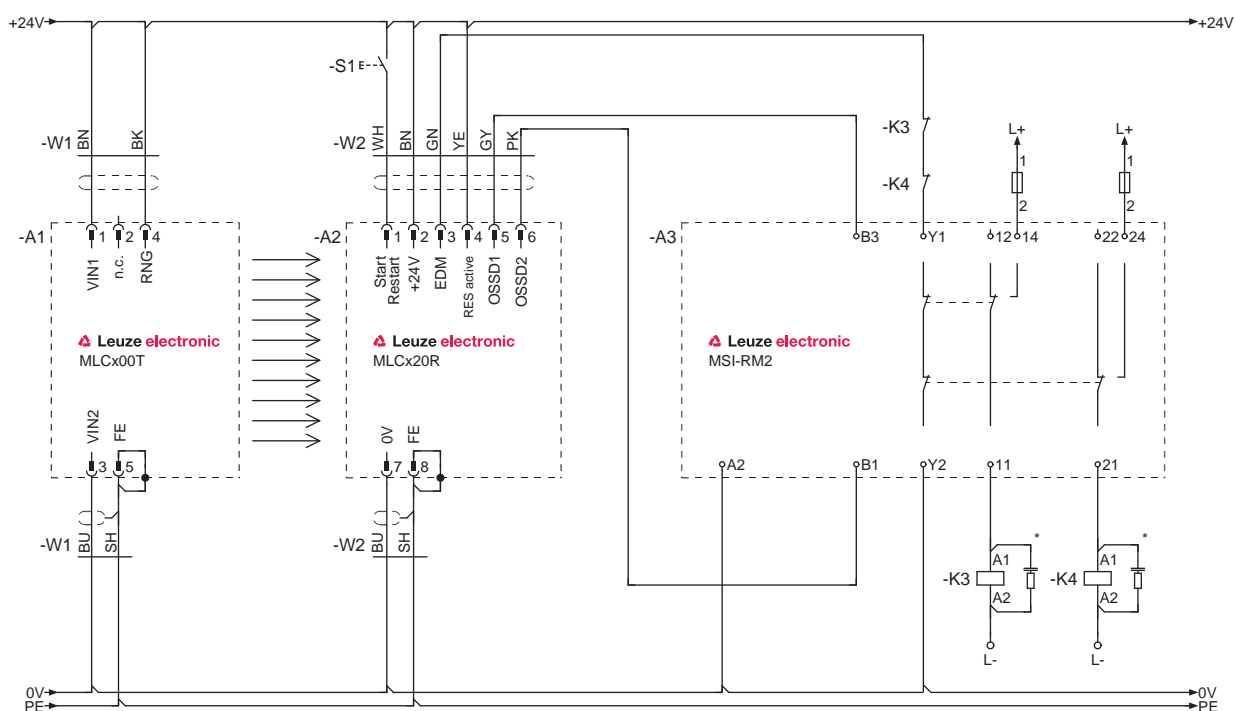 +24V +24V
-S1
-W1 BN BK -W2 WH BN GN YE GY PK -K3 L+ L+
1 1
-K4
2 2
-A1 1 2 4 -A2 1 2 3 4 5 6 -A3 B3 Y1 12 14 22 24
VIN1 n.c. RNG Start Restart +24V EDM RES active OSSD1 OSSD2
Leuze electronic Leuze electronic Leuze electronic
MLCx00T MLCx20R MSI-RM2
VIN2 FE 0V FE
3 5 7 8 A2 B1 Y2 11 21
-W1 BU SH -W2 BU SH
* *
A1 A1
-K3 -K4
A2 A2
L- L-
0V 0V
PE PE